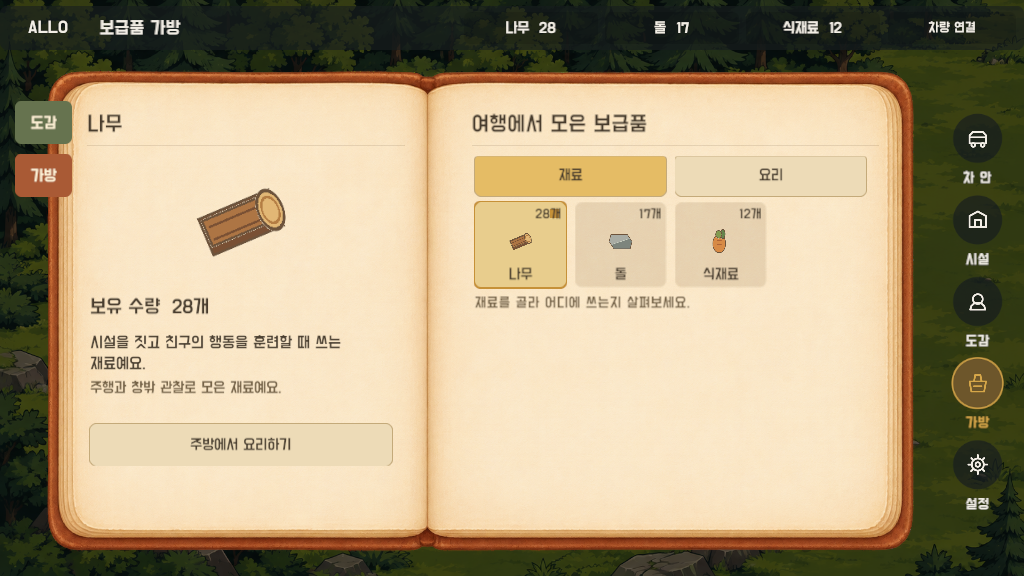 ALLO 보급품 가방 나무 28 돌 17 식재료 12 차량 연결
도감
가방
나무
보유 수량 28개
시설을 짓고 친구의 행동을 훈련할 때 쓰는
재료예요.
주행과 창밖 관찰로 모은 재료예요.
주방에서 요리하기
여행에서 모은 보급품
재료 요리
28개 17개 12개
나무 돌 식재료
재료를 골라 어디에 쓰는지 살펴보세요.
차 안
시설
도감
가방
설정